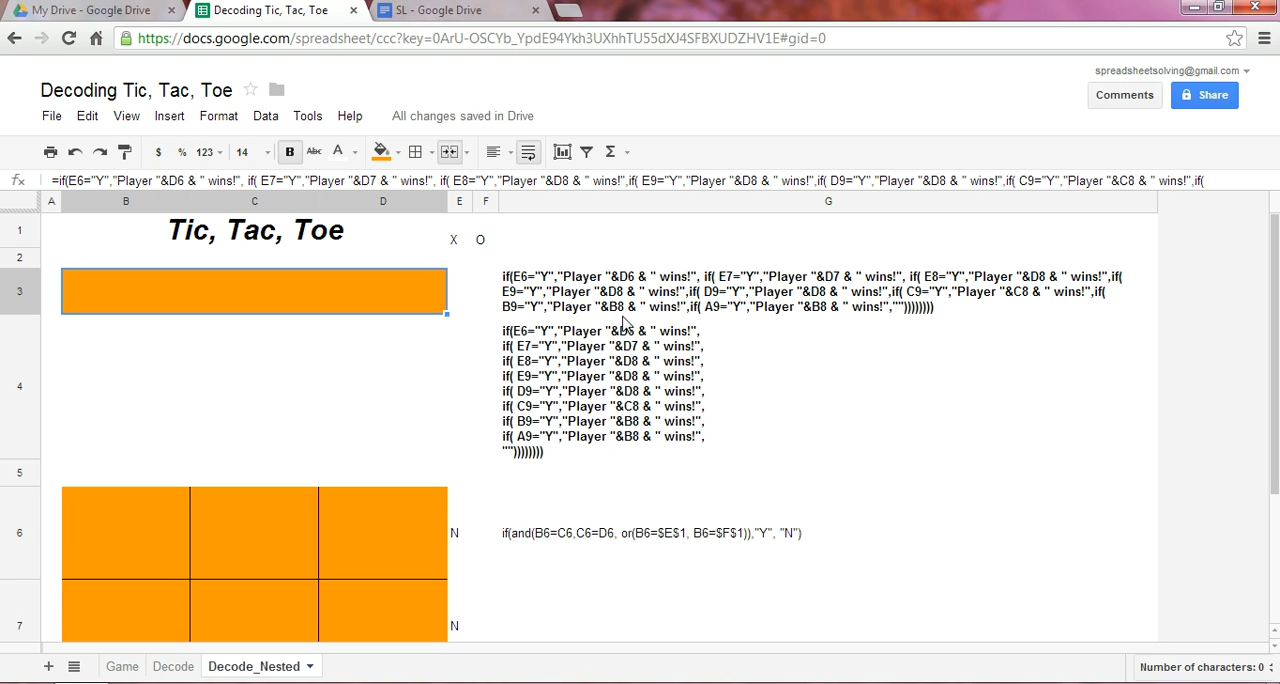 My Drive - Google Drive
Decoding Tic, Tac, Toe
SL - Google Drive
https://docs.google.com/spreadsheet/ccc?key=0ArU-OSCYb_YpdE94Ykh3UXhhTU55dXJ4SFBXUDZHV1E#gid=0
spreadsheetsolving@gmail.com
Decoding Tic, Tac, Toe
Comments
Share
File Edit View Insert Format Data Tools Help All changes saved in Drive
$ % 123 14 B Abc A Σ
fx =if(E6="Y","Player "&D6 & " wins!", if( E7="Y","Player "&D7 & " wins!", if( E8="Y","Player "&D8 & " wins!",if( E9="Y","Player "&D8 & " wins!",if( D9="Y","Player "&D8 & " wins!",if( C9="Y","Player "&C8 & " wins!",if(
A B C D E F G
1 Tic, Tac, Toe X O
2
3
if(E6="Y","Player "&D6 & " wins!", if( E7="Y","Player "&D7 & " wins!", if( E8="Y","Player "&D8 & " wins!",if(
E9="Y","Player "&D8 & " wins!",if( D9="Y","Player "&D8 & " wins!",if( C9="Y","Player "&C8 & " wins!",if(
B9="Y","Player "&B8 & " wins!",if( A9="Y","Player "&B8 & " wins!",""))))))))
4
if(E6="Y","Player "&D6 & " wins!",
if( E7="Y","Player "&D7 & " wins!",
if( E8="Y","Player "&D8 & " wins!",
if( E9="Y","Player "&D8 & " wins!",
if( D9="Y","Player "&D8 & " wins!",
if( C9="Y","Player "&C8 & " wins!",
if( B9="Y","Player "&B8 & " wins!",
if( A9="Y","Player "&B8 & " wins!",
""))))))))
5
6 N if(and(B6=C6,C6=D6, or(B6=$E$1, B6=$F$1)),"Y", "N")
7 N
Game Decode Decode_Nested
Number of characters: 0